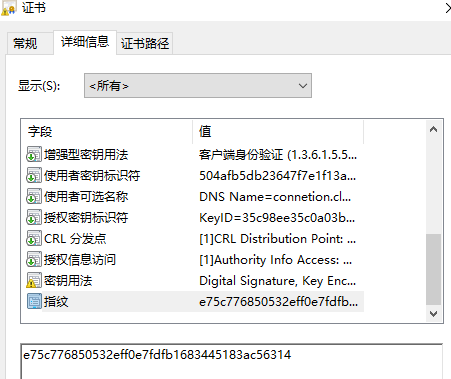 证书
常规 详细信息 证书路径
显示(S): <所有>
字段 值
增强型密钥用法 客户端身份验证 (1.3.6.1.5.5...
使用者密钥标识符 504afb5db23647f7e1f13a...
使用者可选名称 DNS Name=connetion.cl...
授权密钥标识符 KeyID=35c98ee35c0a03b...
CRL 分发点 [1]CRL Distribution Point: ...
授权信息访问 [1]Authority Info Access: ...
密钥用法 Digital Signature, Key Enc...
指纹 e75c776850532eff0e7fdfb...
e75c776850532eff0e7fdfb1683445183ac56314